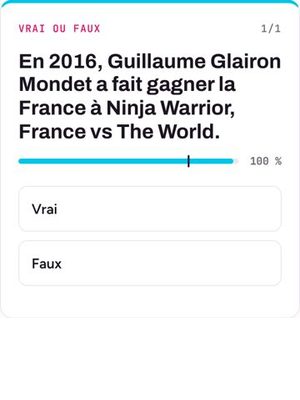 VRAI OU FAUX
1/1
En 2016, Guillaume Glairon
Mondet a fait gagner la
France à Ninja Warrior,
France vs The World.
100 %
Vrai
Faux